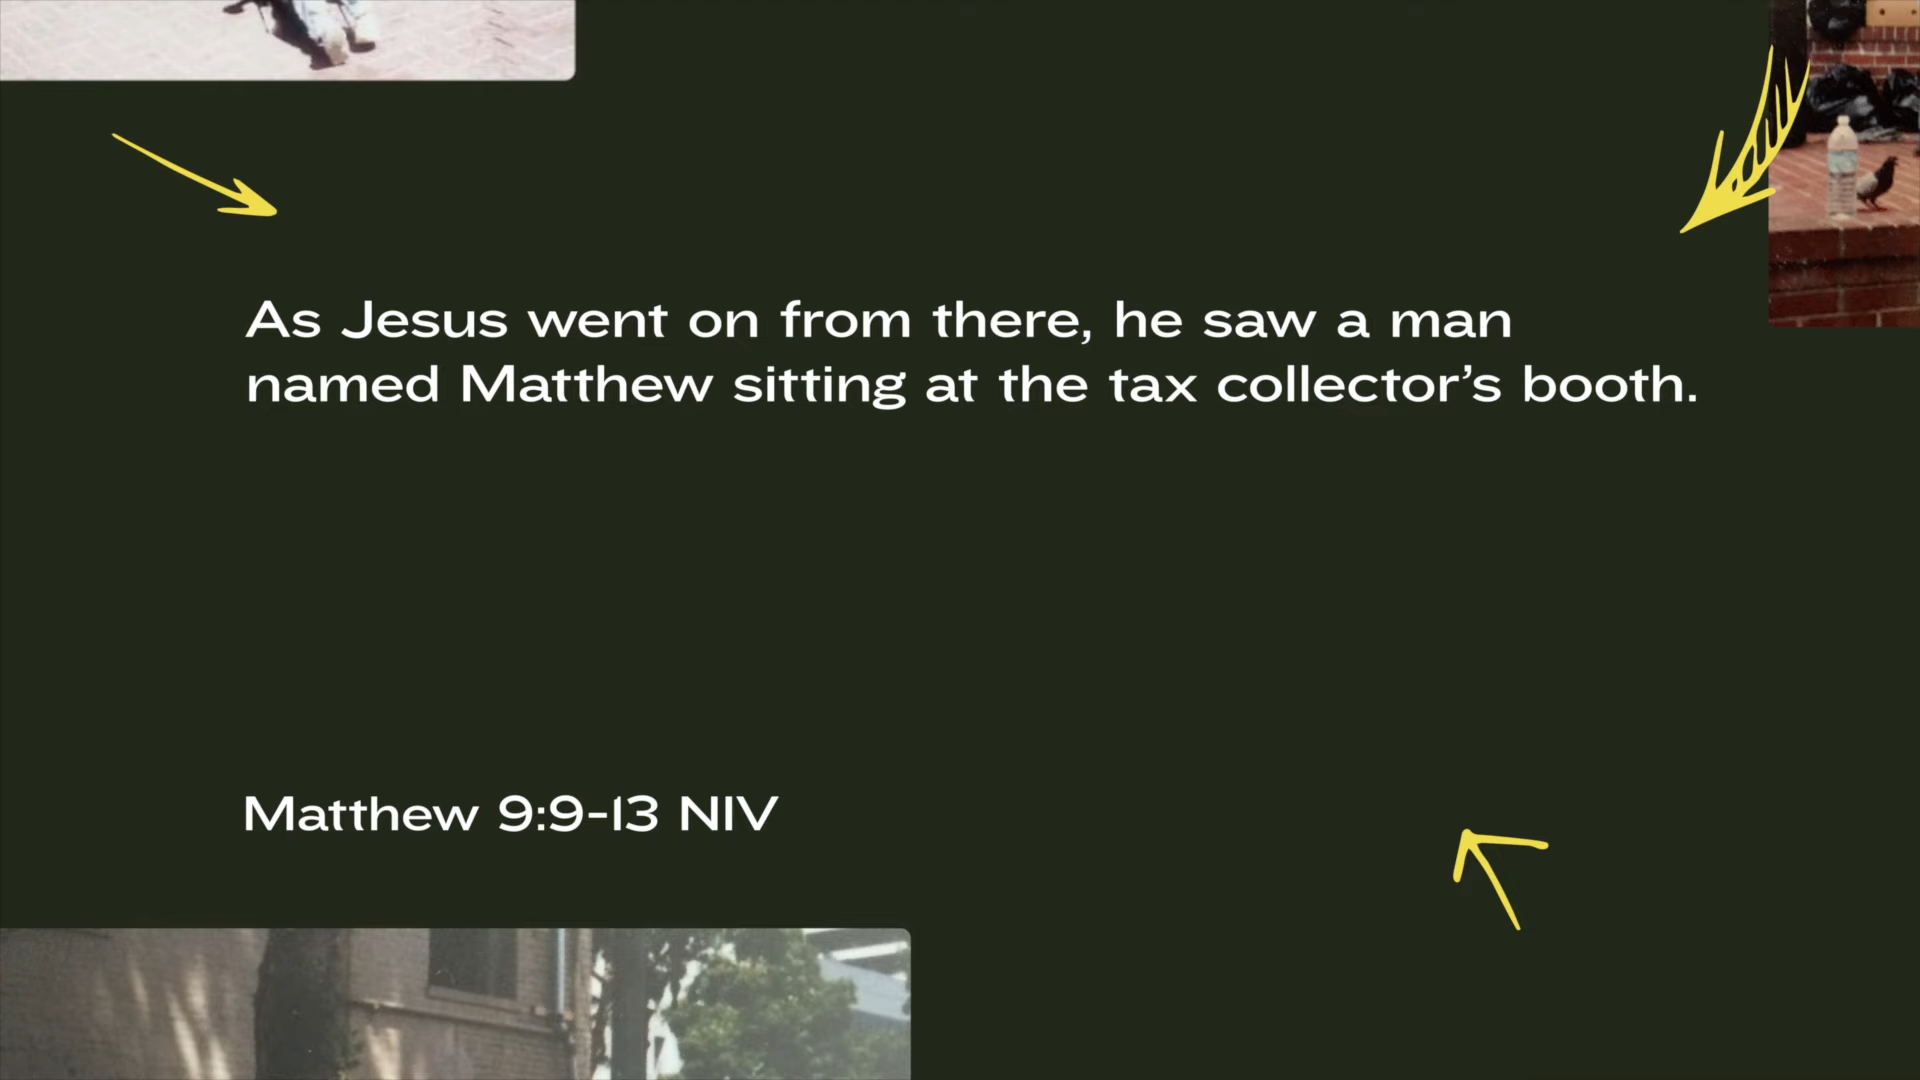 As Jesus went on from there, he saw a man
named Matthew sitting at the tax collector’s booth.
Matthew 9:9-13 NIV